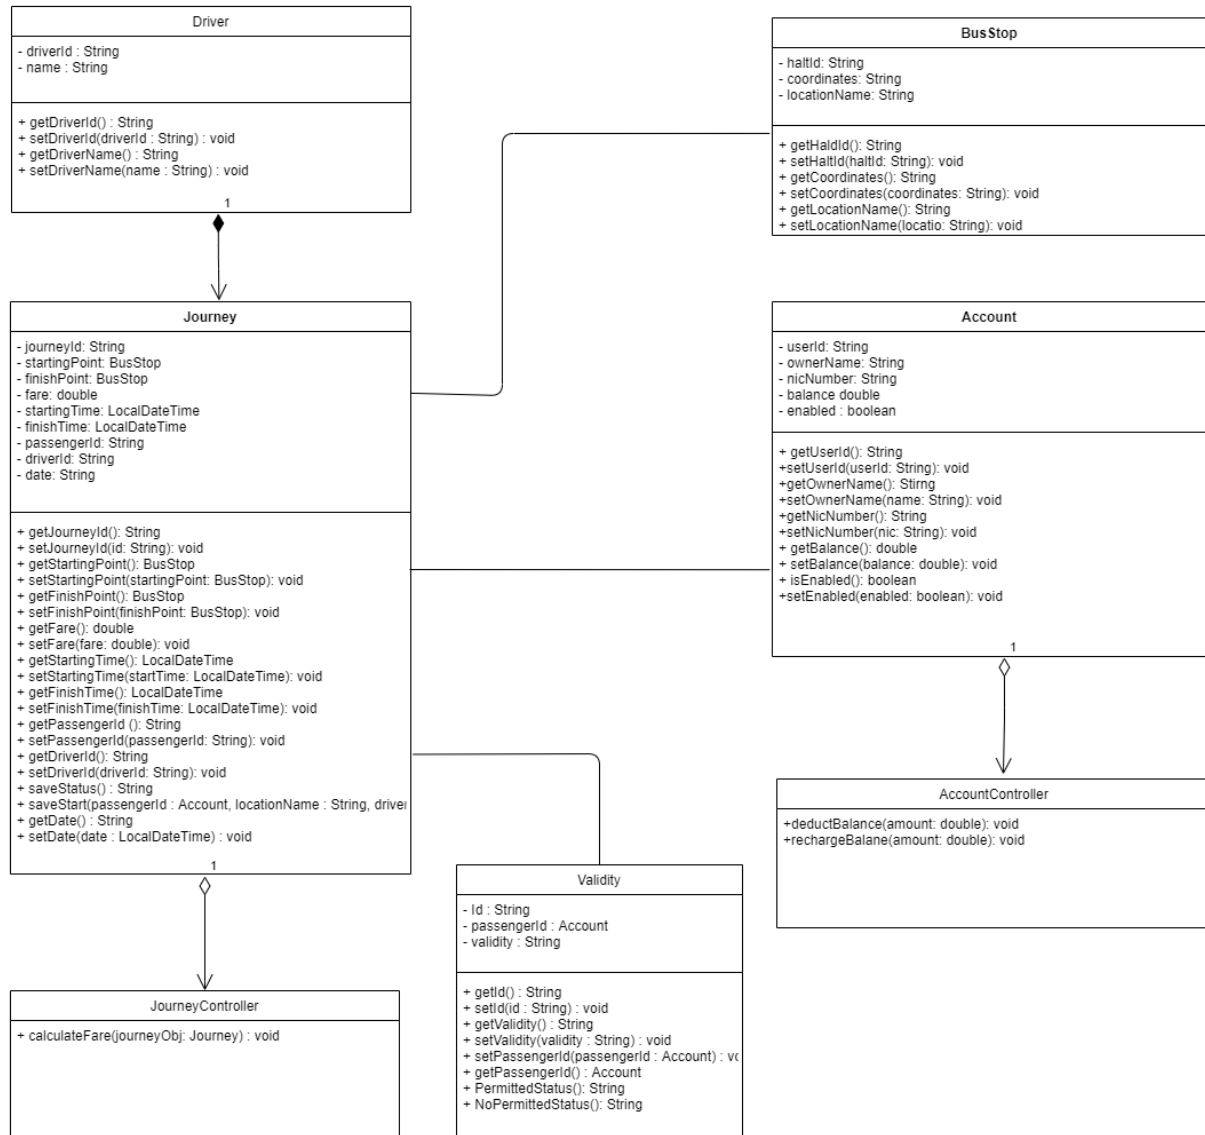 Driver
- driverId : String
- name : String
+ getDriverId() : String
+ setDriverId(driverId : String) : void
+ getDriverName() : String
+ setDriverName(name : String) : void
1
BusStop
- haltId: String
- coordinates: String
- locationName: String
+ getHaldId(): String
+ setHaltId(haltId: String): void
+ getCoordinates(): String
+ setCoordinates(coordinates: String): void
+ getLocationName(): String
+ setLocationName(locatio: String): void
Journey
- journeyId: String
- startingPoint: BusStop
- finishPoint: BusStop
- fare: double
- startingTime: LocalDateTime
- finishTime: LocalDateTime
- passengerId: String
- driverId: String
- date: String
+ getJourneyId(): String
+ setJourneyId(id: String): void
+ getStartingPoint(): BusStop
+ setStartingPoint(startingPoint: BusStop): void
+ getFinishPoint(): BusStop
+ setFinishPoint(finishPoint: BusStop): void
+ getFare(): double
+ setFare(fare: double): void
+ getStartingTime(): LocalDateTime
+ setStartingTime(startTime: LocalDateTime): void
+ getFinishTime(): LocalDateTime
+ setFinishTime(finishTime: LocalDateTime): void
+ getPassengerId (): String
+ setPassengerId(passengerId: String): void
+ getDriverId(): String
+ setDriverId(driverId: String): void
+ saveStatus() : String
+ saveStart(passengerId : Account, locationName : String, driver
+ getDate() : String
+ setDate(date : LocalDateTime) : void
1
Account
- userId: String
- ownerName: String
- nicNumber: String
- balance double
- enabled : boolean
+ getUserId(): String
+setUserId(userId: String): void
+getOwnerName(): Stirng
+setOwnerName(name: String): void
+getNicNumber(): String
+setNicNumber(nic: String): void
+ getBalance(): double
+ setBalance(balance: double): void
+ isEnabled(): boolean
+setEnabled(enabled: boolean): void
1
AccountController
+deductBalance(amount: double): void
+rechargeBalane(amount: double): void
Validity
- Id : String
- passengerId : Account
- validity : String
+ getId() : String
+ setId(id : String) : void
+ getValidity() : String
+ setValidity(validity : String) : void
+ setPassengerId(passengerId : Account) : vo
+ getPassengerId() : Account
+ PermittedStatus(): String
+ NoPermittedStatus(): String
JourneyController
+ calculateFare(journeyObj: Journey) : void